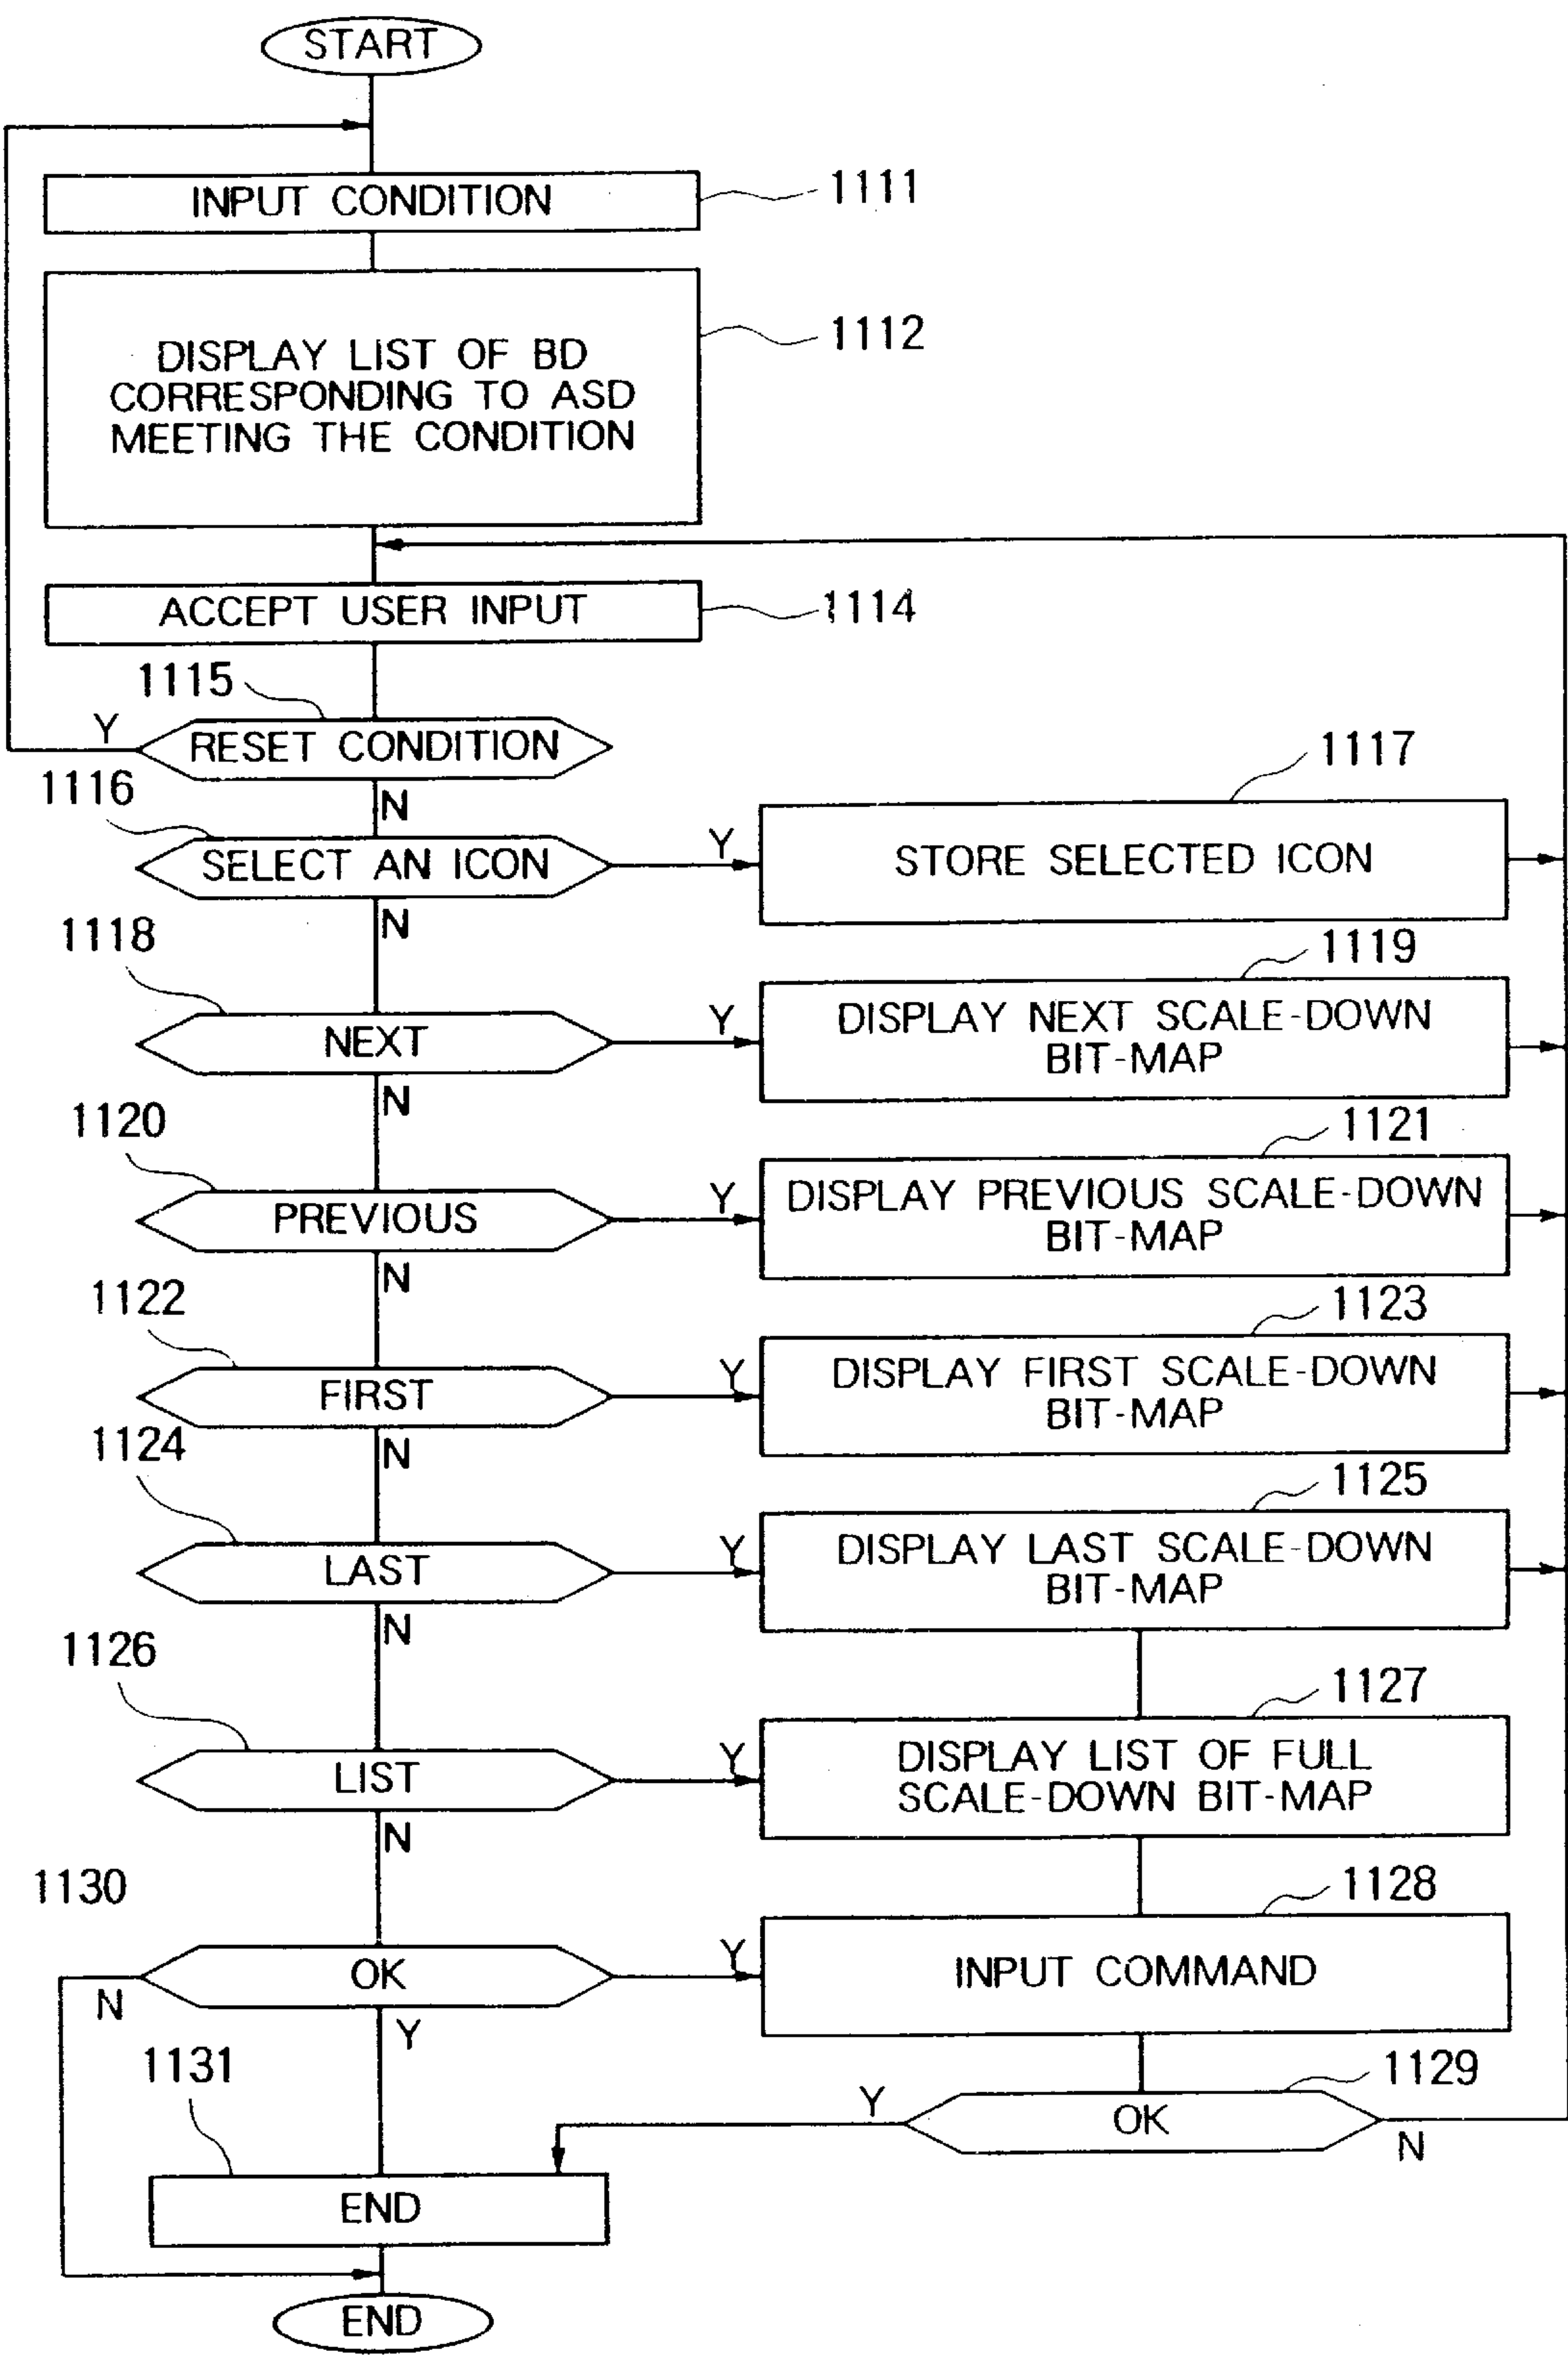 START
INPUT CONDITION
1111
DISPLAY LIST OF BD
CORRESPONDING TO ASD
MEETING THE CONDITION
1112
ACCEPT USER INPUT
1114
1115
Y
RESET CONDITION
N
1116
SELECT AN ICON
Y
N
1117
STORE SELECTED ICON
1118
NEXT
Y
N
1119
DISPLAY NEXT SCALE-DOWN
BIT-MAP
1120
PREVIOUS
Y
N
1121
DISPLAY PREVIOUS SCALE-DOWN
BIT-MAP
1122
FIRST
Y
N
1123
DISPLAY FIRST SCALE-DOWN
BIT-MAP
1124
LAST
Y
N
1125
DISPLAY LAST SCALE-DOWN
BIT-MAP
1126
LIST
Y
N
1127
DISPLAY LIST OF FULL
SCALE-DOWN BIT-MAP
1130
OK
Y
N
Y
1128
INPUT COMMAND
1129
Y
OK
N
1131
END
END